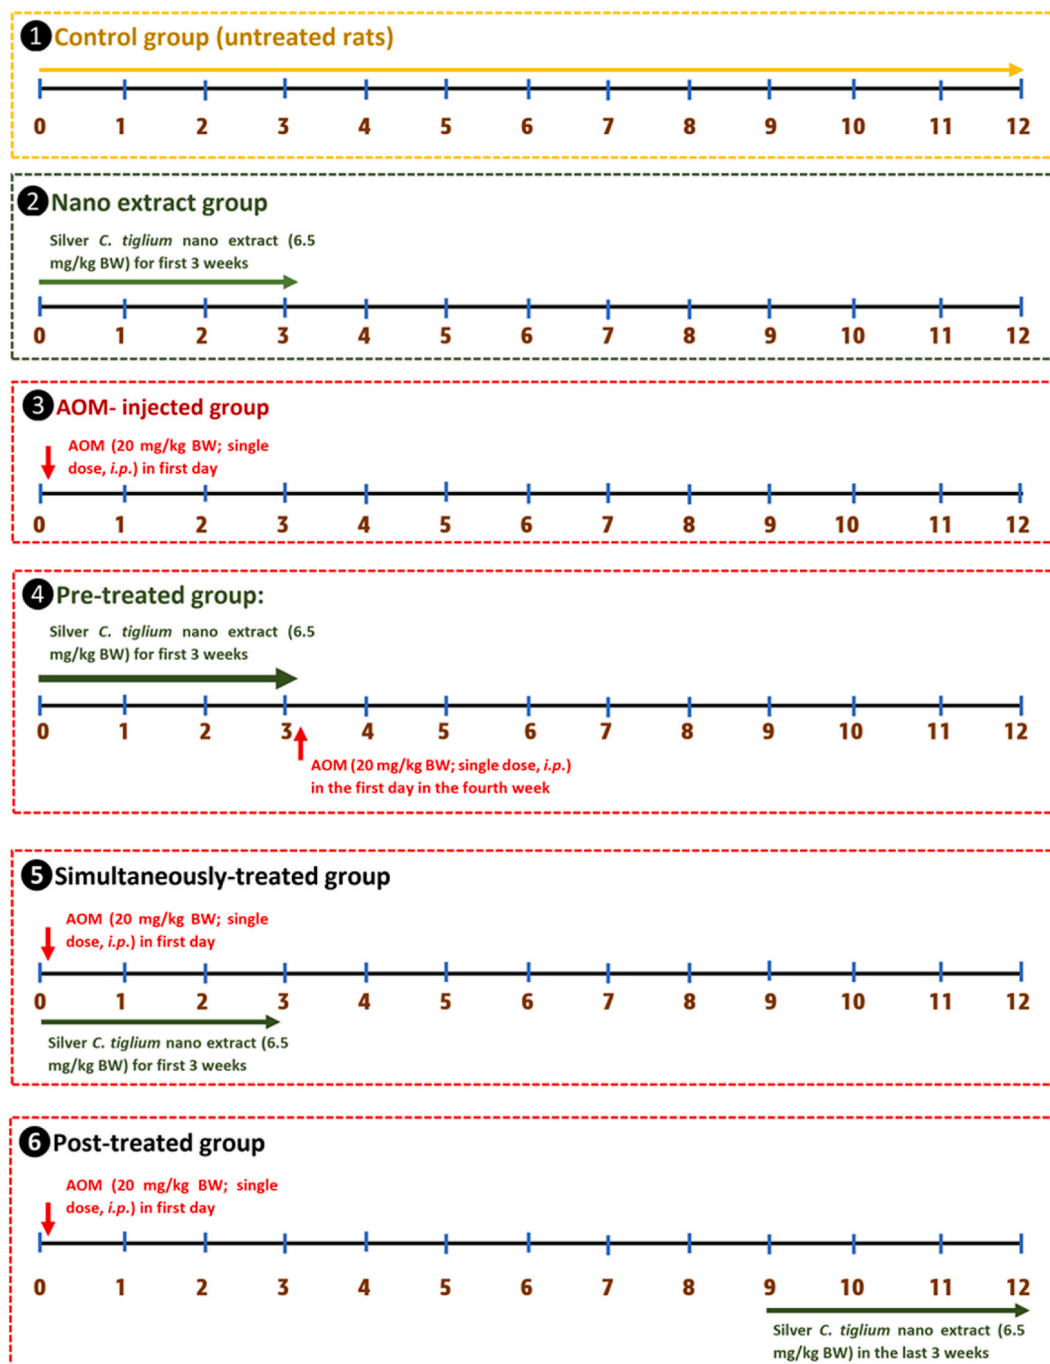 1 Control group (untreated rats)
0 1 2 3 4 5 6 7 8 9 10 11 12
2 Nano extract group
Silver C. tiglium nano extract (6.5
mg/kg BW) for first 3 weeks
0 1 2 3 4 5 6 7 8 9 10 11 12
3 AOM- injected group
AOM (20 mg/kg BW; single
dose, i.p.) in first day
0 1 2 3 4 5 6 7 8 9 10 11 12
4 Pre-treated group:
Silver C. tiglium nano extract (6.5
mg/kg BW) for first 3 weeks
0 1 2 3 4 5 6 7 8 9 10 11 12
AOM (20 mg/kg BW; single dose, i.p.)
in the first day in the fourth week
5 Simultaneously-treated group
AOM (20 mg/kg BW; single
dose, i.p.) in first day
0 1 2 3 4 5 6 7 8 9 10 11 12
Silver C. tiglium nano extract (6.5
mg/kg BW) for first 3 weeks
6 Post-treated group
AOM (20 mg/kg BW; single
dose, i.p.) in first day
0 1 2 3 4 5 6 7 8 9 10 11 12
Silver C. tiglium nano extract (6.5
mg/kg BW) in the last 3 weeks